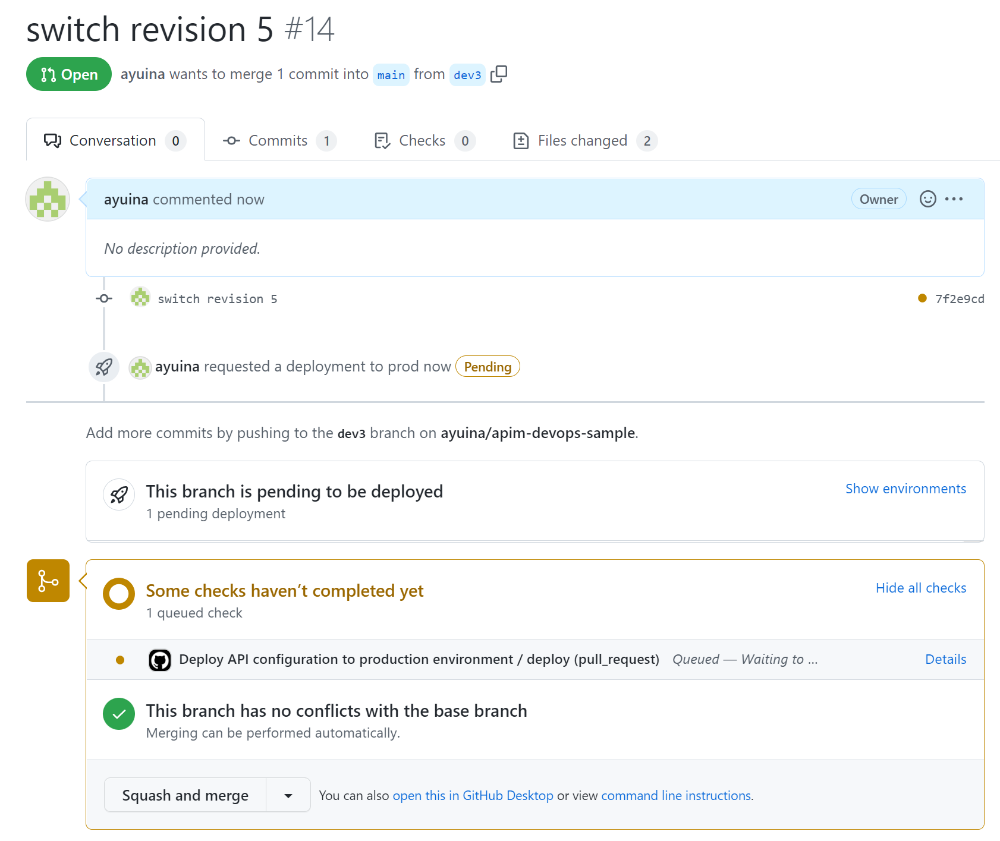 switch revision 5 #14
Open ayuina wants to merge 1 commit into main from dev3
Conversation 0 Commits 1 Checks 0 Files changed 2
ayuina commented now Owner
No description provided.
switch revision 5 7f2e9cd
ayuina requested a deployment to prod now Pending
Add more commits by pushing to the dev3 branch on ayuina/apim-devops-sample.
This branch is pending to be deployed Show environments
1 pending deployment
Some checks haven’t completed yet Hide all checks
1 queued check
Deploy API configuration to production environment / deploy (pull_request) Queued — Waiting to ... Details
This branch has no conflicts with the base branch
Merging can be performed automatically.
Squash and merge You can also open this in GitHub Desktop or view command line instructions.